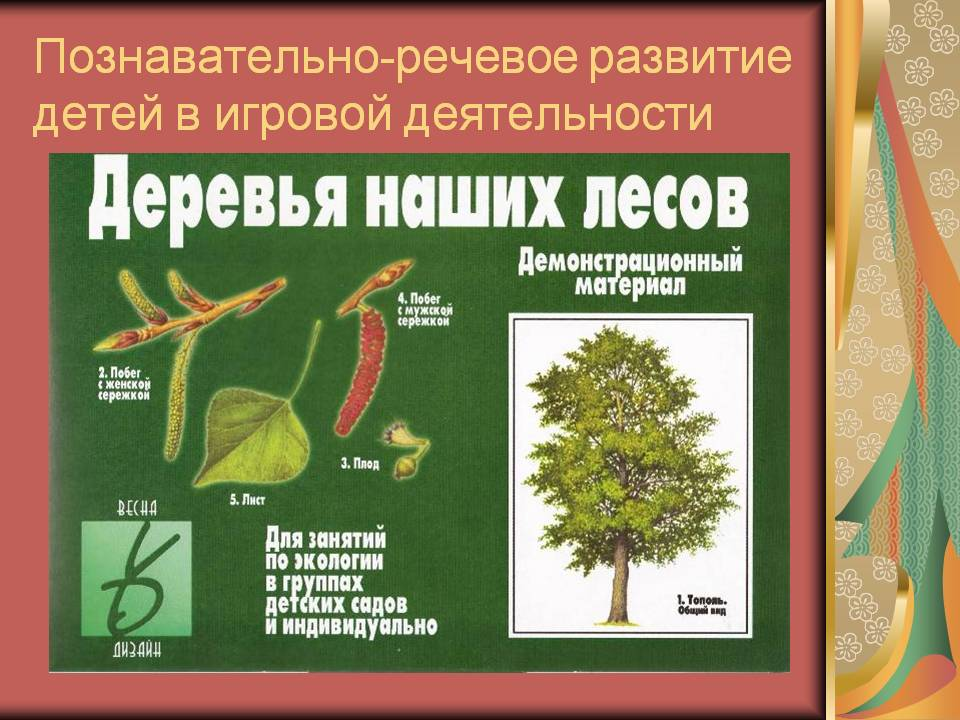 Познавательно-речевое развитие
детей в игровой деятельности
Деревья наших лесов
Демонстрационный
материал
4. Побег
с мужской
сережкой
2. Побег
с женской
сережкой
3. Плод
5. Лист
ВЕСНА
ДИЗАЙН
Для занятий
по экологии
в группах
детских садов
и индивидуально
1. Тополь.
Общий вид